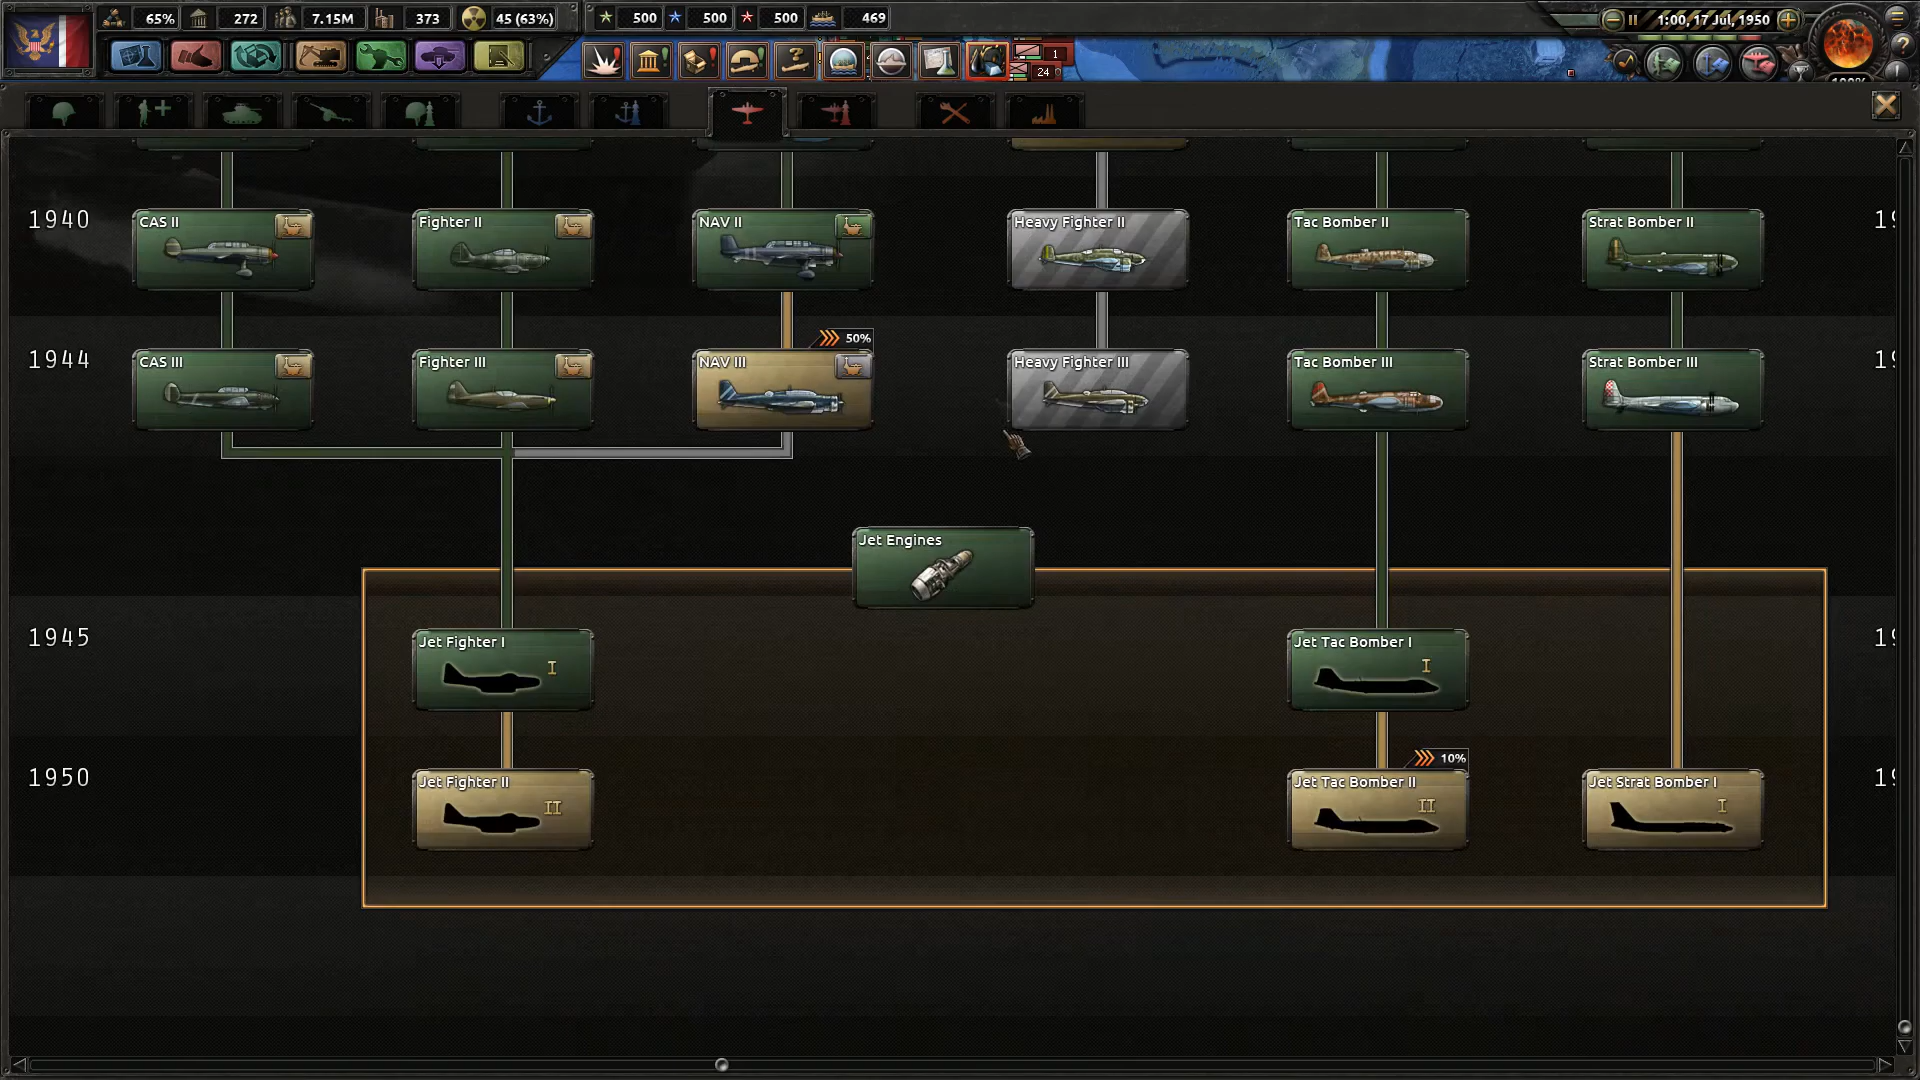 65%
272
7.15M
373
45 (63%)
500
500
500
469
1:00, 17 Jul, 1950
1
24
1940
CAS II
Fighter II
NAV II
Heavy Fighter II
Tac Bomber II
Strat Bomber II
1944
50%
CAS III
Fighter III
NAV III
Heavy Fighter III
Tac Bomber III
Strat Bomber III
Jet Engines
1945
Jet Fighter I
I
Jet Tac Bomber I
I
1950
10%
Jet Fighter II
II
Jet Tac Bomber II
II
Jet Strat Bomber I
I